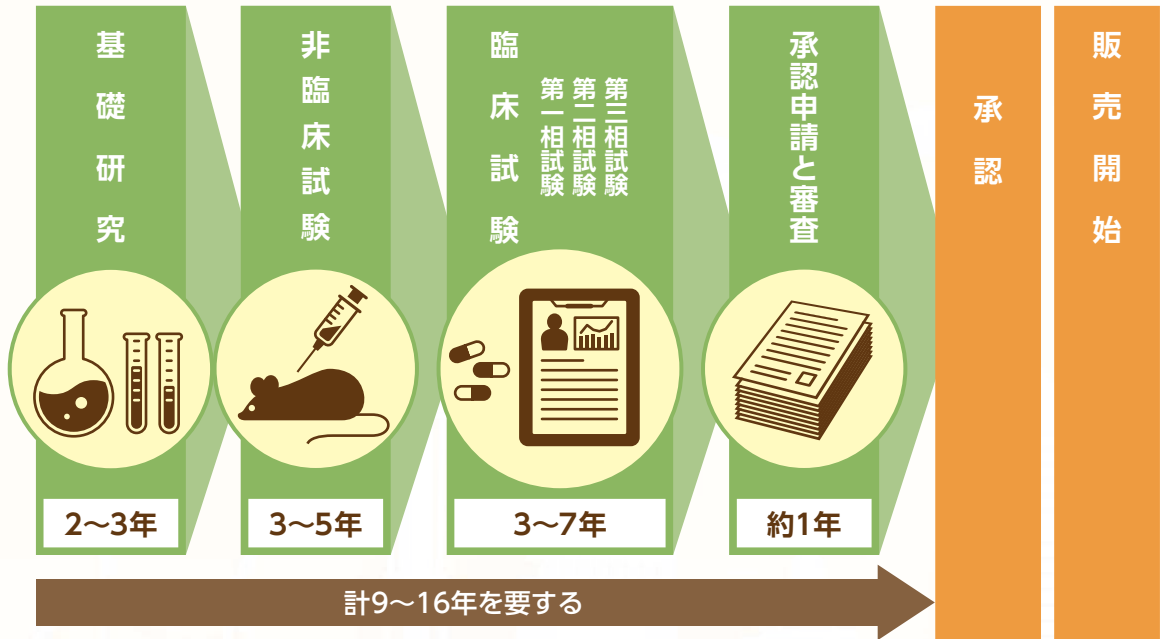 基礎研究
2～3年
非臨床試験
3～5年
臨床試験
第一相試験
第二相試験
第三相試験
3～7年
承認申請と審査
約1年
承認
販売開始
計9～16年を要する